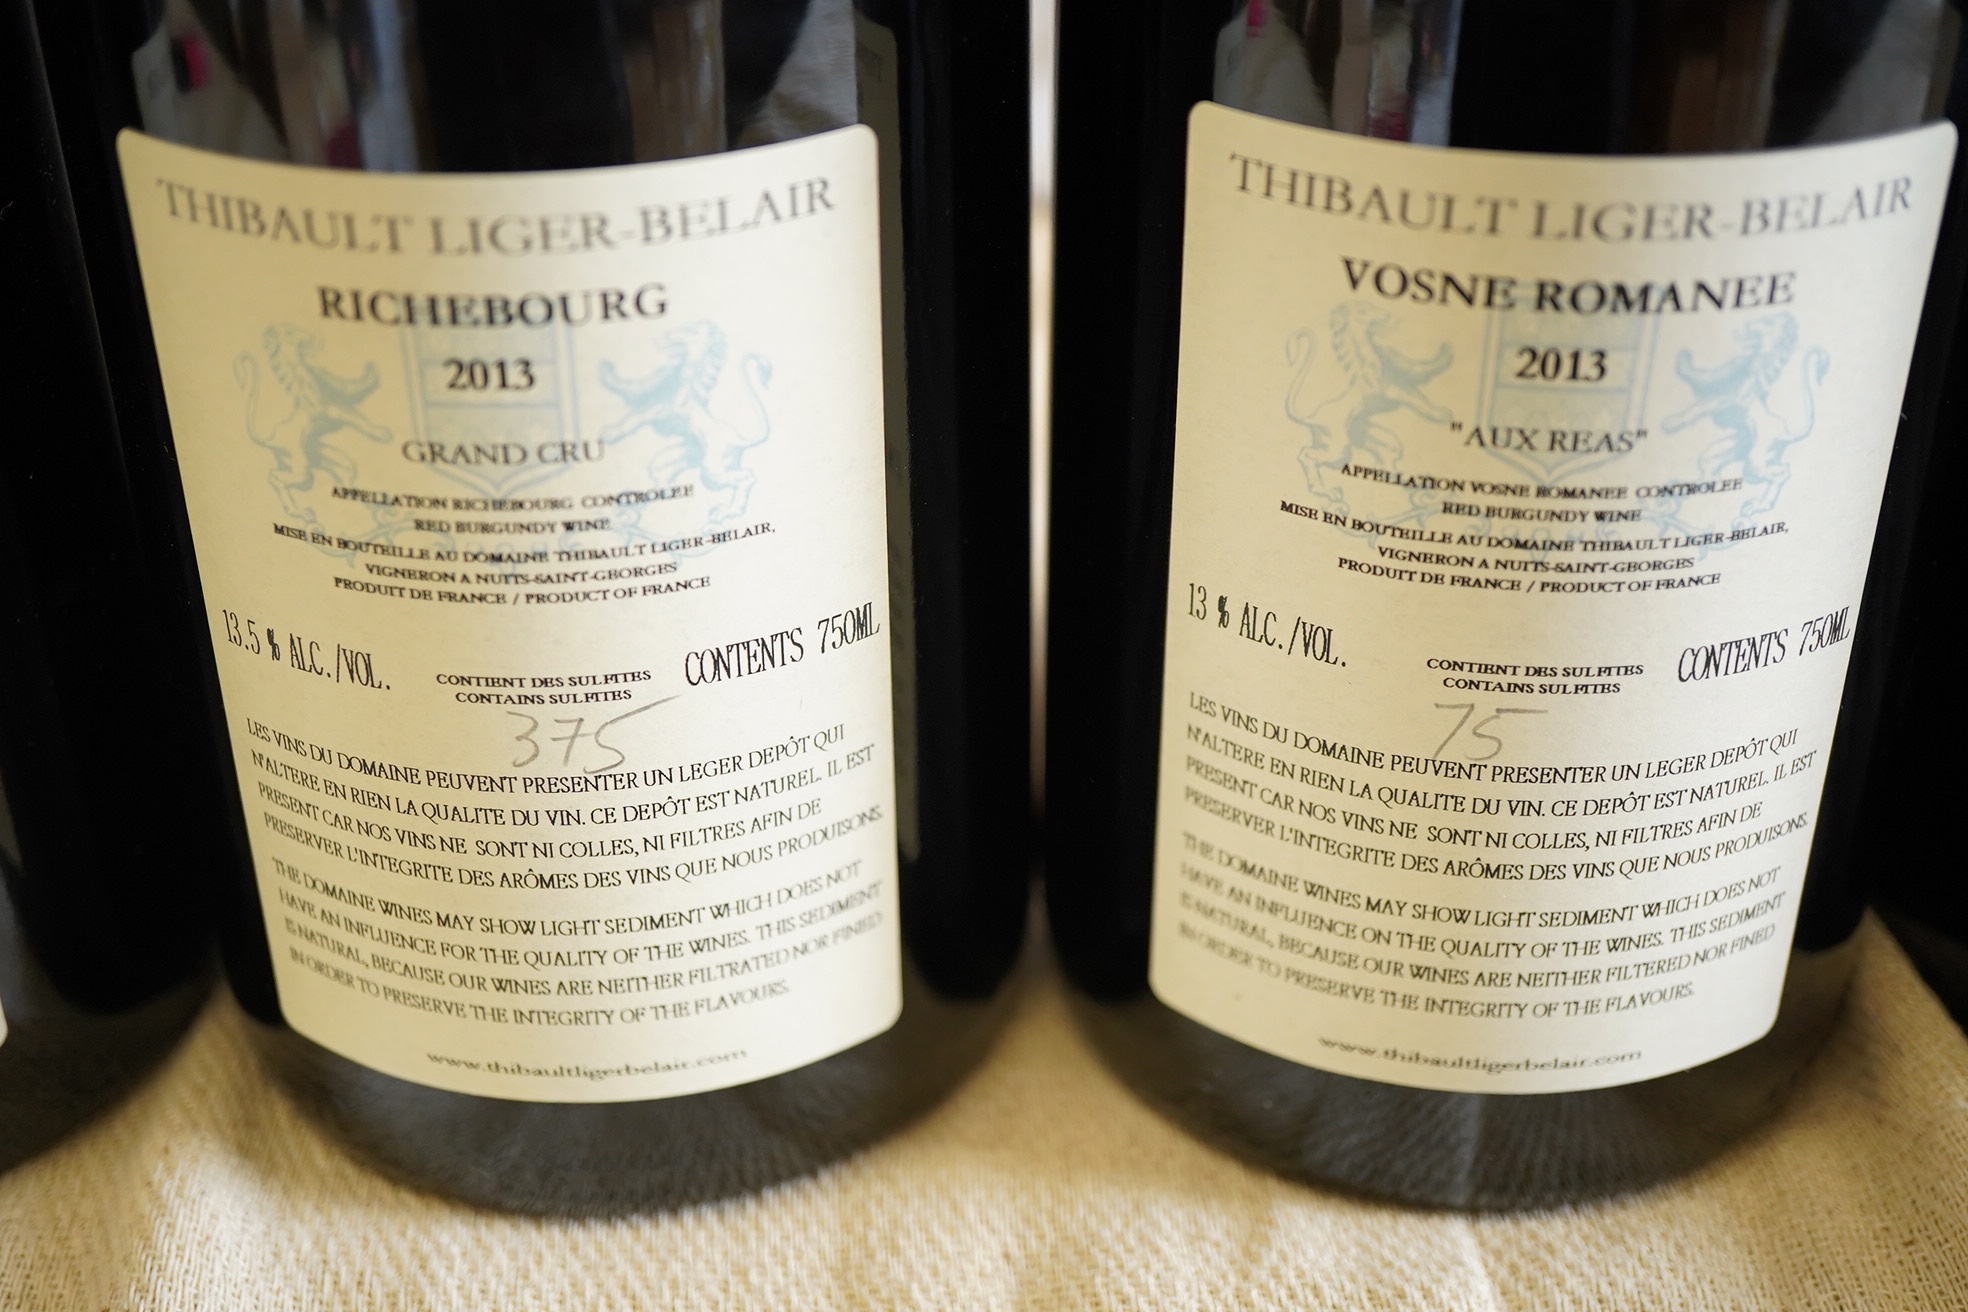 THIBAULT LIGER-BELAIR
RICHEBOURG
2013
GRAND CRU
APPELLATION RICHEBOURG CONTROLEE
RED BURGUNDY WINE
MISE EN BOUTEILLE AU DOMAINE THIBAULT LIGER-BELAIR,
VIGNERON A NUITS-SAINT-GEORGES
PRODUIT DE FRANCE / PRODUCT OF FRANCE
13.5 % ALC./VOL.
CONTIENT DES SULFITES
CONTAINS SULFITES
CONTENTS 750ML
375
LES VINS DU DOMAINE PEUVENT PRESENTER UN LEGER DEPÔT QUI
N'ALTERE EN RIEN LA QUALITE DU VIN. CE DEPÔT EST NATUREL. IL EST
PRESENT CAR NOS VINS NE SONT NI COLLES, NI FILTRES AFIN DE
PRESERVER L'INTEGRITE DES ARÔMES DES VINS QUE NOUS PRODUISONS.
THE DOMAINE WINES MAY SHOW LIGHT SEDIMENT WHICH DOES NOT
HAVE AN INFLUENCE FOR THE QUALITY OF THE WINES. THIS SEDIMENT
IS NATURAL, BECAUSE OUR WINES ARE NEITHER FILTRATED NOR FINED
IN ORDER TO PRESERVE THE INTEGRITY OF THE FLAVOURS.
www.thibaultligerbelair.com
THIBAULT LIGER-BELAIR
VOSNE ROMANEE
2013
"AUX REAS"
APPELLATION VOSNE ROMANEE CONTROLEE
RED BURGUNDY WINE
MISE EN BOUTEILLE AU DOMAINE THIBAULT LIGER-BELAIR,
VIGNERON A NUITS-SAINT-GEORGES
PRODUIT DE FRANCE / PRODUCT OF FRANCE
13 % ALC./VOL.
CONTIENT DES SULFITES
CONTAINS SULFITES
CONTENTS 750ML
75
LES VINS DU DOMAINE PEUVENT PRESENTER UN LEGER DEPÔT QUI
N'ALTERE EN RIEN LA QUALITE DU VIN. CE DEPÔT EST NATUREL. IL EST
PRESENT CAR NOS VINS NE SONT NI COLLES, NI FILTRES AFIN DE
PRESERVER L'INTEGRITE DES ARÔMES DES VINS QUE NOUS PRODUISONS.
THE DOMAINE WINES MAY SHOW LIGHT SEDIMENT WHICH DOES NOT
HAVE AN INFLUENCE ON THE QUALITY OF THE WINES. THIS SEDIMENT
IS NATURAL, BECAUSE OUR WINES ARE NEITHER FILTERED NOR FINED
IN ORDER TO PRESERVE THE INTEGRITY OF THE FLAVOURS.
www.thibaultligerbelair.com